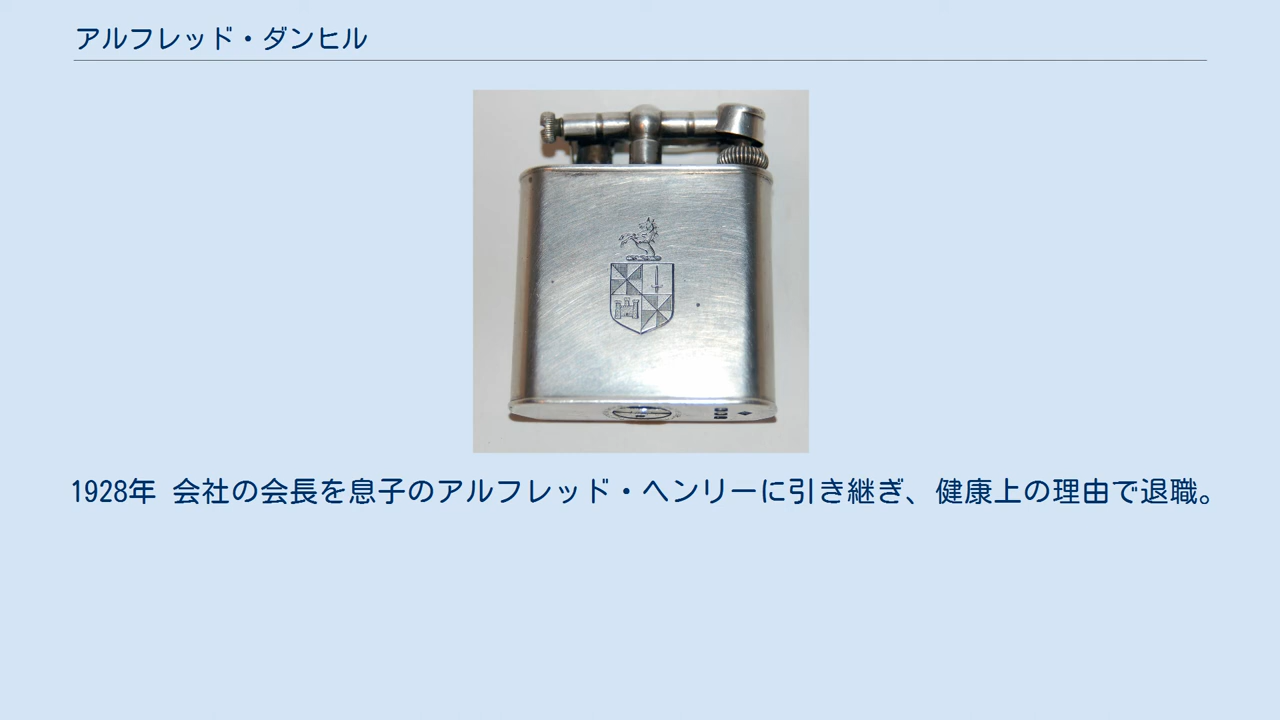 アルフレッド・ダンヒル
1928年 会社の会長を息子のアルフレッド・ヘンリーに引き継ぎ、健康上の理由で退職。